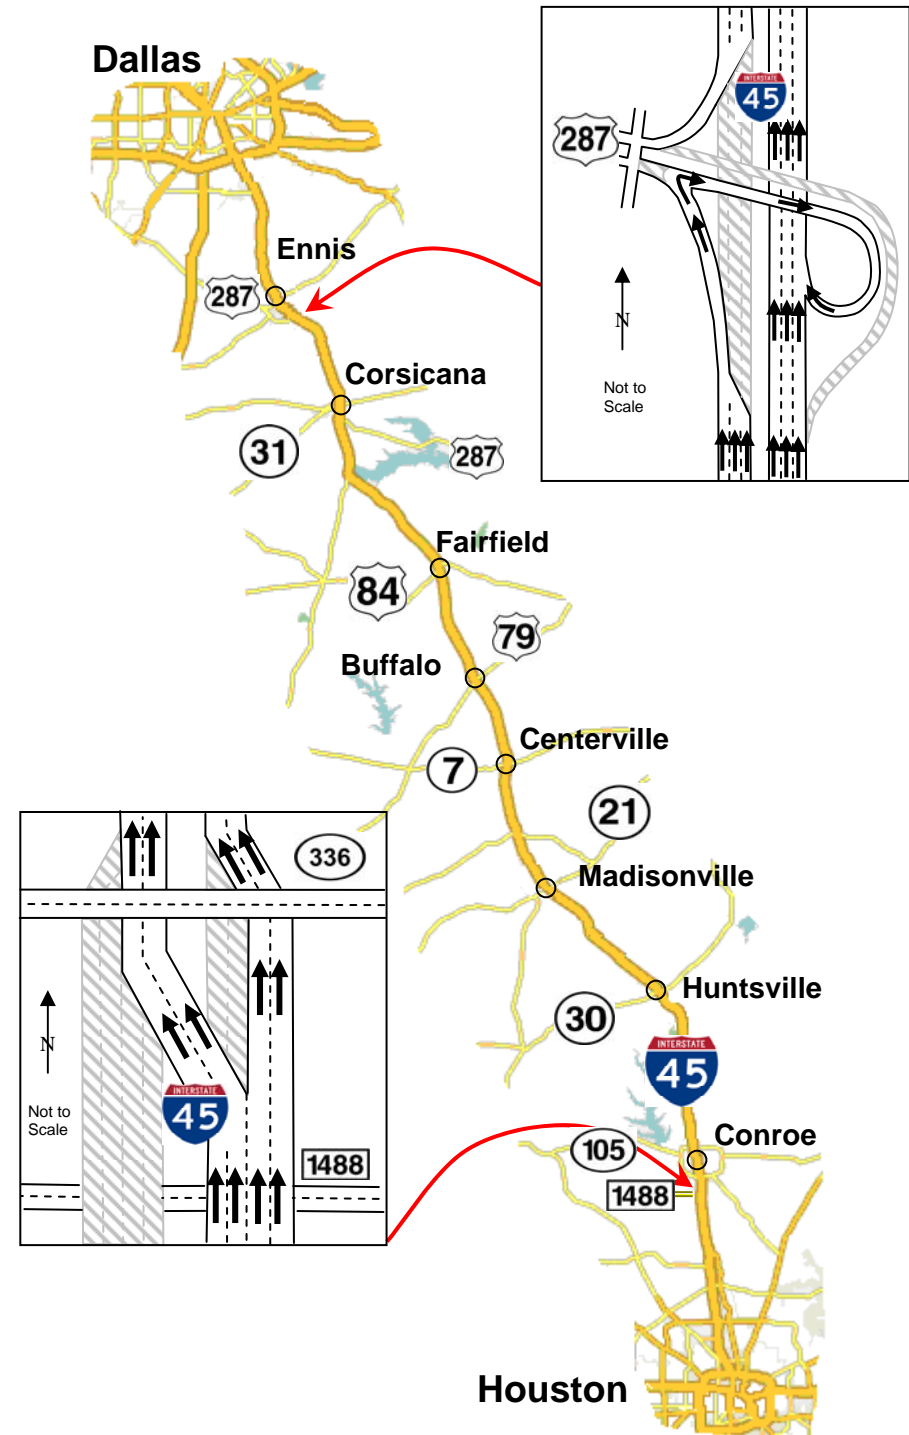 Dallas
INTERSTATE
45
287
Ennis
287
N
Not to
Scale
Corsicana
31
287
Fairfield
84
79
Buffalo
Centerville
7
21
336
Madisonville
Huntsville
30
N
INTERSTATE
45
INTERSTATE
45
Not to
Scale
1488
Conroe
105
1488
Houston